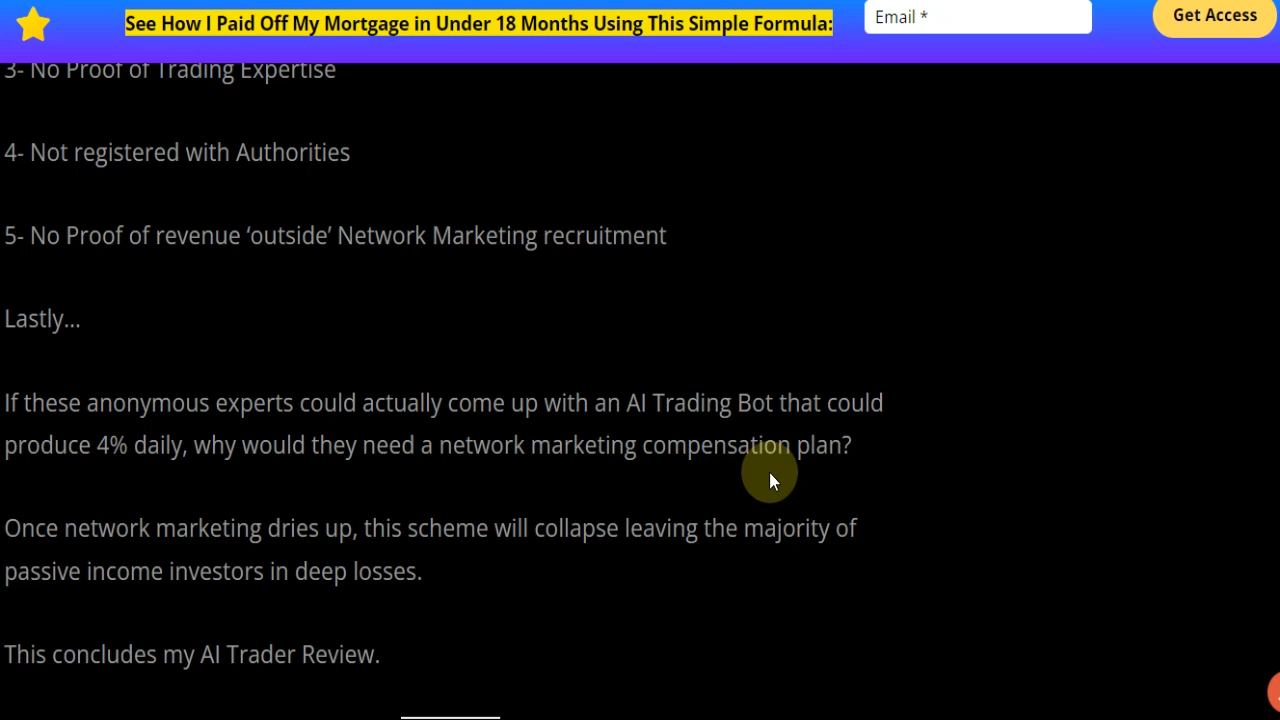 See How I Paid Off My Mortgage in Under 18 Months Using This Simple Formula:
Email *
Get Access
3- No Proof of Trading Expertise
4- Not registered with Authorities
5- No Proof of revenue ‘outside’ Network Marketing recruitment
Lastly…
If these anonymous experts could actually come up with an AI Trading Bot that could
produce 4% daily, why would they need a network marketing compensation plan?
Once network marketing dries up, this scheme will collapse leaving the majority of
passive income investors in deep losses.
This concludes my AI Trader Review.